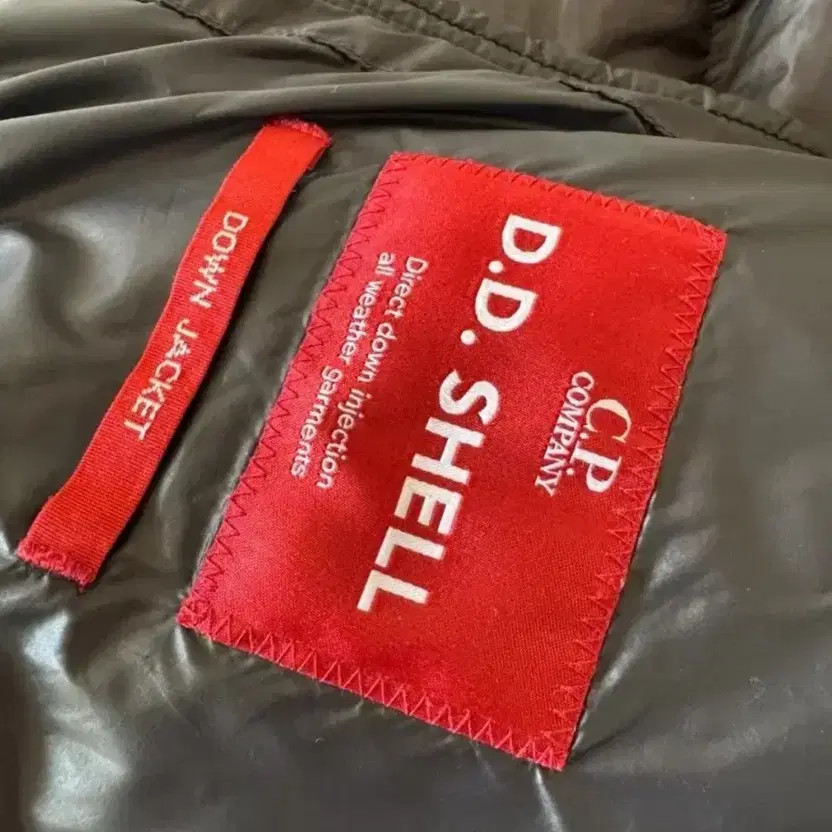 C.P.
COMPANY
D.D. SHELL
Direct down injection
all weather garments
DOWN JACKET